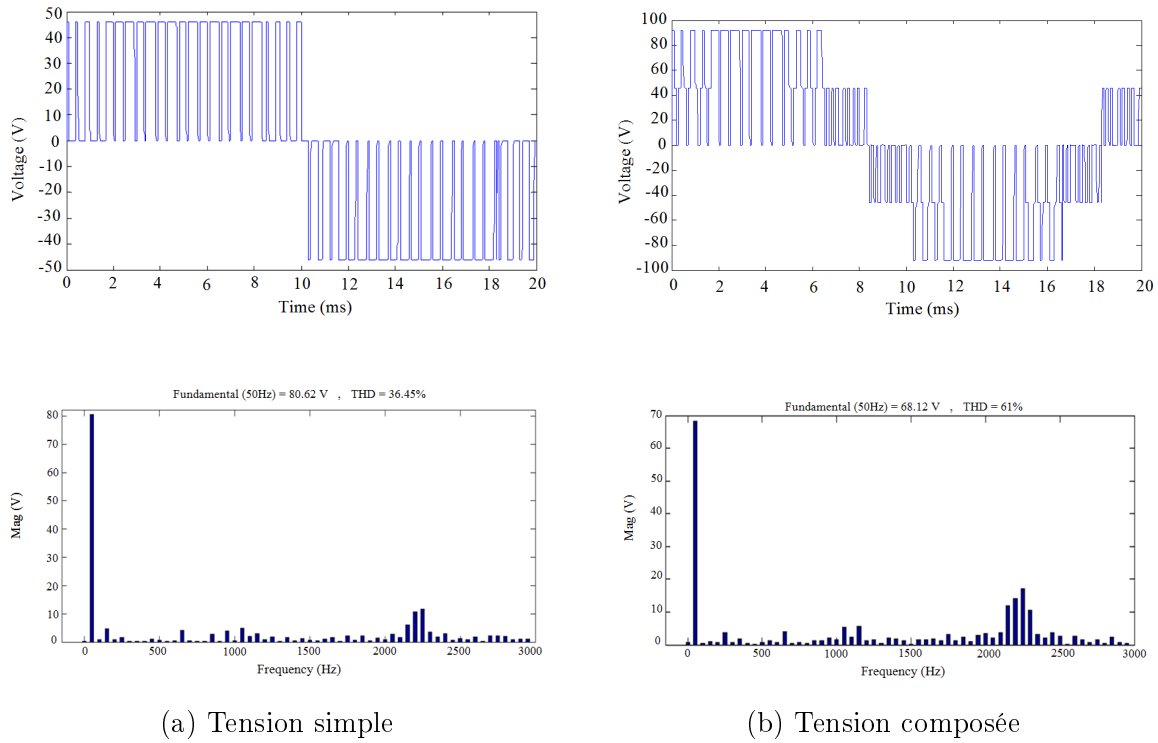 50
40
30
20
10
0
-10
-20
-30
-40
-50
Voltage (V)
0 2 4 6 8 10 12 14 16 18 20
Time (ms)
100
80
60
40
20
0
-20
-40
-60
-80
-100
Voltage (V)
0 2 4 6 8 10 12 14 16 18 20
Time (ms)
Fundamental (50Hz) = 80.62 V , THD = 36.45%
80
70
60
50
40
30
20
10
0
Mag (V)
0 500 1000 1500 2000 2500 3000
Frequency (Hz)
(a) Tension simple
Fundamental (50Hz) = 68.12 V , THD = 61%
70
60
50
40
30
20
10
0
Mag (V)
0 500 1000 1500 2000 2500 3000
Frequency (Hz)
(b) Tension composée